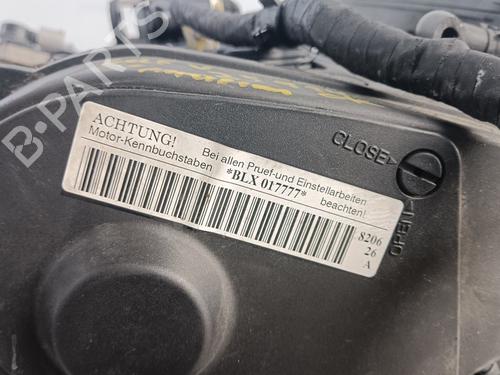 B-PARTS
ACHTUNG!
Motor-Kennbuchstaben
Bei allen Pruef-und Einstellarbeiten
*BLX 017777*
beachten!
8206
26
A
CLOSE
OPEN